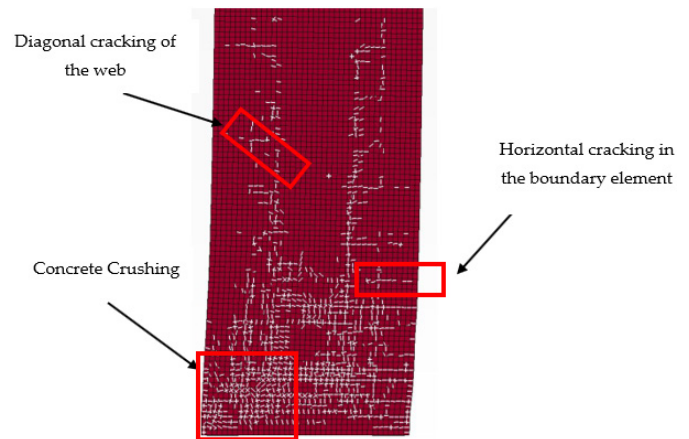 Diagonal cracking of
the web
Horizontal cracking in
the boundary element
Concrete Crushing